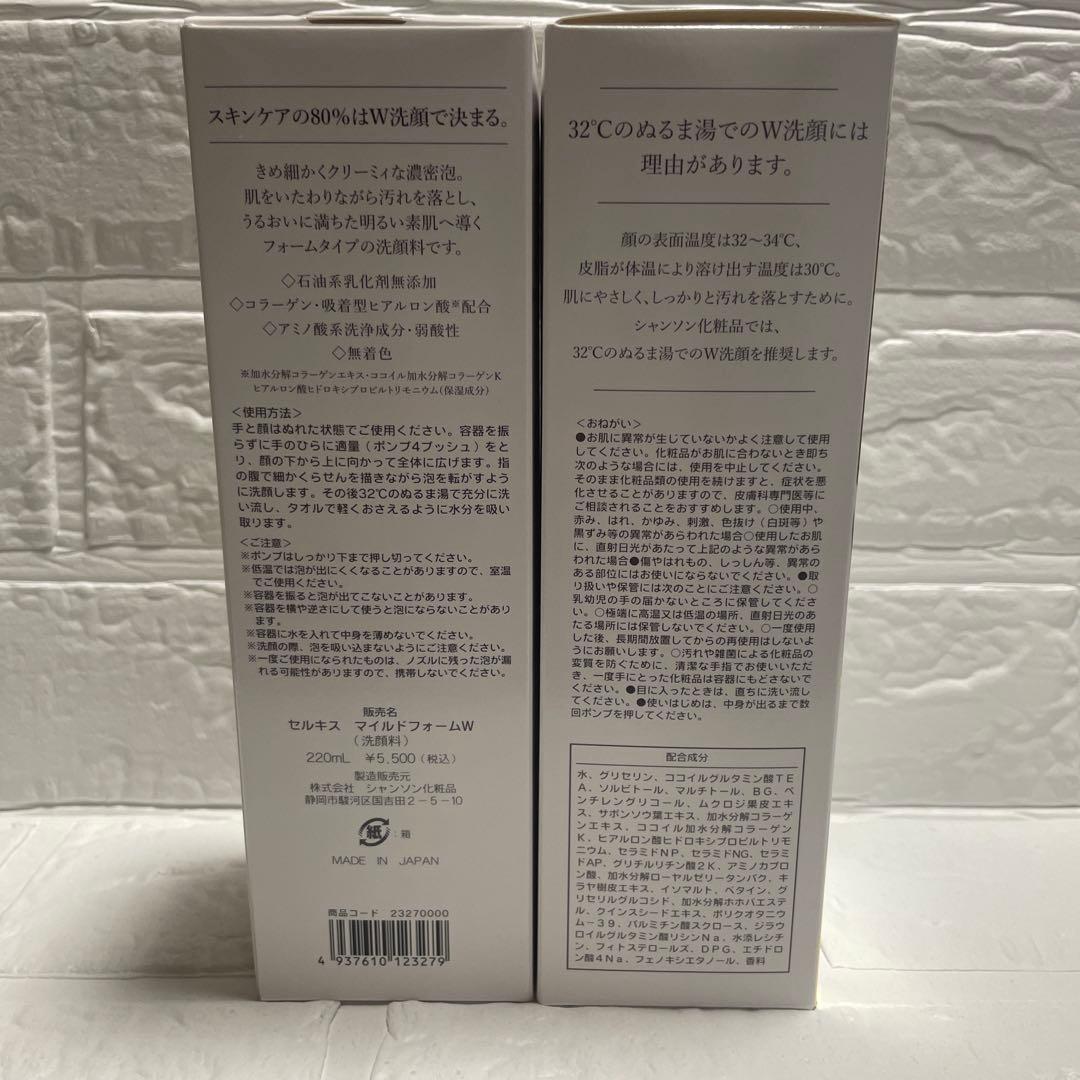 スキンケアの80%はW洗顔で決まる。
きめ細かくクリーミィな濃密泡。
肌をいたわりながら汚れを落とし、
うるおいに満ちた明るい素肌へ導く
フォームタイプの洗顔料です。
◇石油系乳化剤無添加
◇コラーゲン・吸着型ヒアルロン酸※配合
◇アミノ酸系洗浄成分・弱酸性
◇無着色
※加水分解コラーゲンエキス・ココイル加水分解コラーゲンK
ヒアルロン酸ヒドロキシプロピルトリモニウム(保湿成分)
<使用方法>
手と顔はぬれた状態でご使用ください。容器を振
らずに手のひらに適量(ポンプ4プッシュ)をと
り、顔の下から上に向かって全体に広げます。指
の腹で細かくらせんを描きながら泡を転がすよう
に洗顔します。その後32℃のぬるま湯で充分に洗
い流し、タオルで軽くおさえるように水分を吸い
取ります。
<ご注意>
※ポンプはしっかり下まで押し切ってください。
※低温では泡が出にくくなることがありますので、室温
でご使用ください。
※容器を振ると泡が出てこないことがあります。
※容器を横や逆さにして使うと泡にならないことがあり
ます。
※容器に水を入れて中身を薄めないでください。
※洗顔の際、泡を吸い込まないようにご注意ください。
※一度ご使用になられたものは、ノズルに残った泡が漏
れる可能性がありますので、携帯しないでください。
販売名
セルキス マイルドフォームW
(洗顔料)
220mL ¥5,500(税込)
製造販売元
株式会社 シャンソン化粧品
静岡市駿河区国吉田2-5-10
紙:箱
MADE IN JAPAN
商品コード 23270000
4 937610 123279
32℃のぬるま湯でのW洗顔には
理由があります。
顔の表面温度は32〜34℃、
皮脂が体温により溶け出す温度は30℃。
肌にやさしく、しっかりと汚れを落とすために。
シャンソン化粧品では、
32℃のぬるま湯でのW洗顔を推奨します。
<おねがい>
●お肌に異常が生じていないかよく注意して使用
してください。化粧品がお肌に合わないとき即ち
次のような場合には、使用を中止してください。
そのまま化粧品類の使用を続けますと、症状を悪
化させることがありますので、皮膚科専門医等に
ご相談されることをおすすめします。○使用中、
赤み、はれ、かゆみ、刺激、色抜け(白斑等)や
黒ずみ等の異常があらわれた場合○使用したお肌
に、直射日光があたって上記のような異常があら
われた場合●傷やはれもの、しっしん等、異常の
ある部位にはお使いにならないでください。●取
り扱いや保管には次のことにご注意ください。○
乳幼児の手の届かないところに保管してくださ
い。○極端に高温又は低温の場所、直射日光のあ
たる場所には保管しないでください。○一度使用
した後、長期間放置してからの再使用はしないよ
うにお願いします。○汚れや雑菌による化粧品の
変質を防ぐために、清潔な手指でお使いいただ
き、一度手にとった化粧品は容器にもどさないで
ください。●目に入ったときは、直ちに洗い流し
てください。●使いはじめは、中身が出るまで数
回ポンプを押してください。
配合成分
水、グリセリン、ココイルグルタミン酸TE
A、ソルビトール、マルチトール、BG、ペ
ンチレングリコール、ムクロジ果皮エキ
ス、サボンソウ葉エキス、加水分解コラーゲ
ンエキス、ココイル加水分解コラーゲン
K、ヒアルロン酸ヒドロキシプロピルトリモ
ニウム、セラミドNP、セラミドNG、セラミ
ドAP、グリチルリチン酸2K、アミノカプロ
ン酸、加水分解ローヤルゼリータンパク、キ
ラヤ樹皮エキス、イソマルト、ベタイン、グ
リセリルグルコシド、加水分解ホホバエステ
ル、クインスシードエキス、ポリクオタニウ
ム-39、パルミチン酸スクロース、ジラウ
ロイルグルタミン酸リシンNa、水添レシチ
ン、フィトステロールズ、DPG、エチドロ
ン酸4Na、フェノキシエタノール、香料